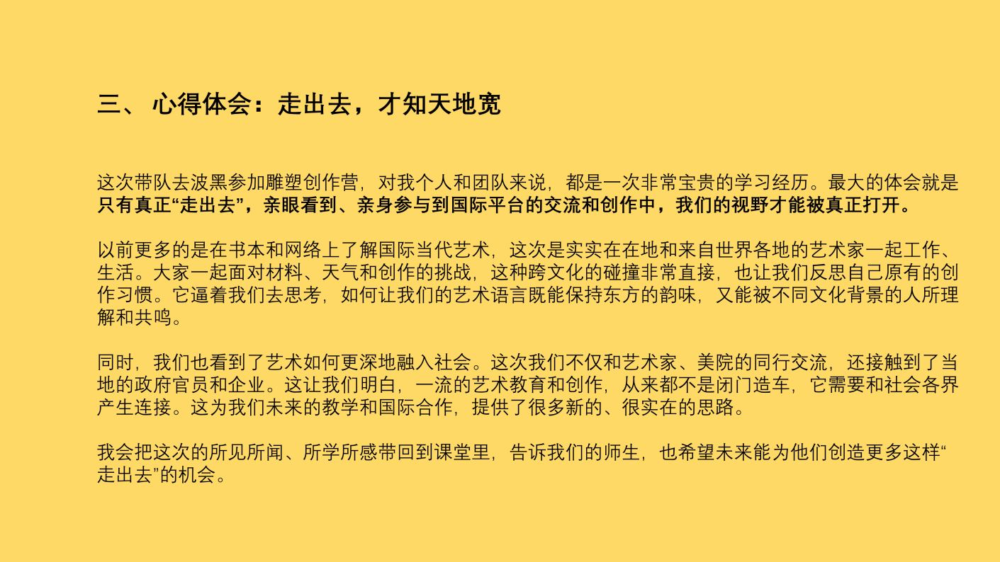 三、 心得体会：走出去，才知天地宽
这次带队去波黑参加雕塑创作营，对我个人和团队来说，都是一次非常宝贵的学习经历。最大的体会就是
只有真正“走出去”，亲眼看到、亲身参与到国际平台的交流和创作中，我们的视野才能被真正打开。
以前更多的是在书本和网络上了解国际当代艺术，这次是实实在在地和来自世界各地的艺术家一起工作、
生活。大家一起面对材料、天气和创作的挑战，这种跨文化的碰撞非常直接，也让我们反思自己原有的创
作习惯。它逼着我们去思考，如何让我们的艺术语言既能保持东方的韵味，又能被不同文化背景的人所理
解和共鸣。
同时，我们也看到了艺术如何更深地融入社会。这次我们不仅和艺术家、美院的同行交流，还接触到了当
地的政府官员和企业。这让我们明白，一流的艺术教育和创作，从来都不是闭门造车，它需要和社会各界
产生连接。这为我们未来的教学和国际合作，提供了很多新的、很实在的思路。
我会把这次的所见所闻、所学所感带回到课堂里，告诉我们的师生，也希望未来能为他们创造更多这样“
走出去”的机会。